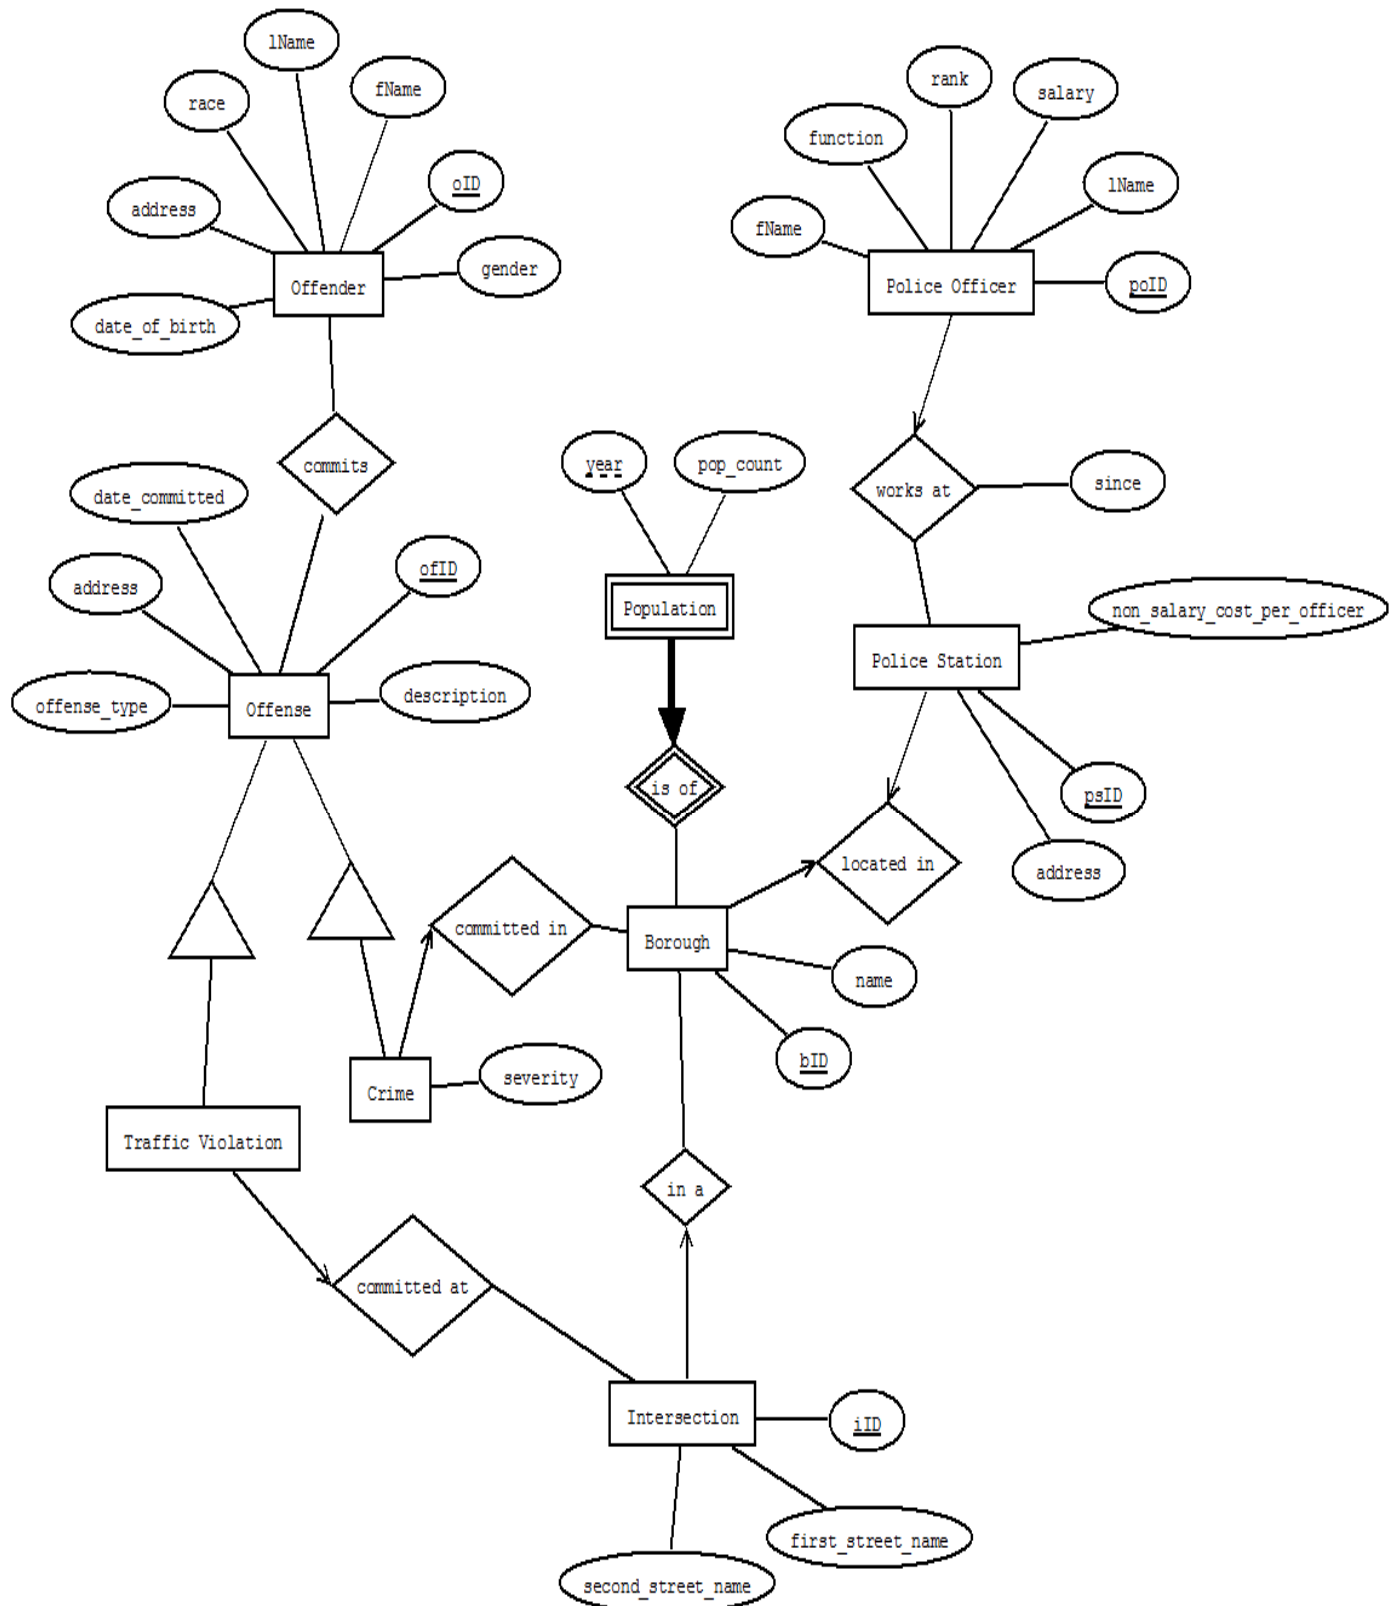 lName
race
fName
address
oID
gender
date_of_birth
Offender
rank
salary
function
lName
fName
poID
Police Officer
commits
date_committed
address
ofID
offense_type
description
Offense
year
pop_count
Population
is of
works at
since
non_salary_cost_per_officer
Police Station
psID
address
located in
committed in
Borough
name
bID
Crime
severity
Traffic Violation
in a
committed at
Intersection
iID
first_street_name
second_street_name